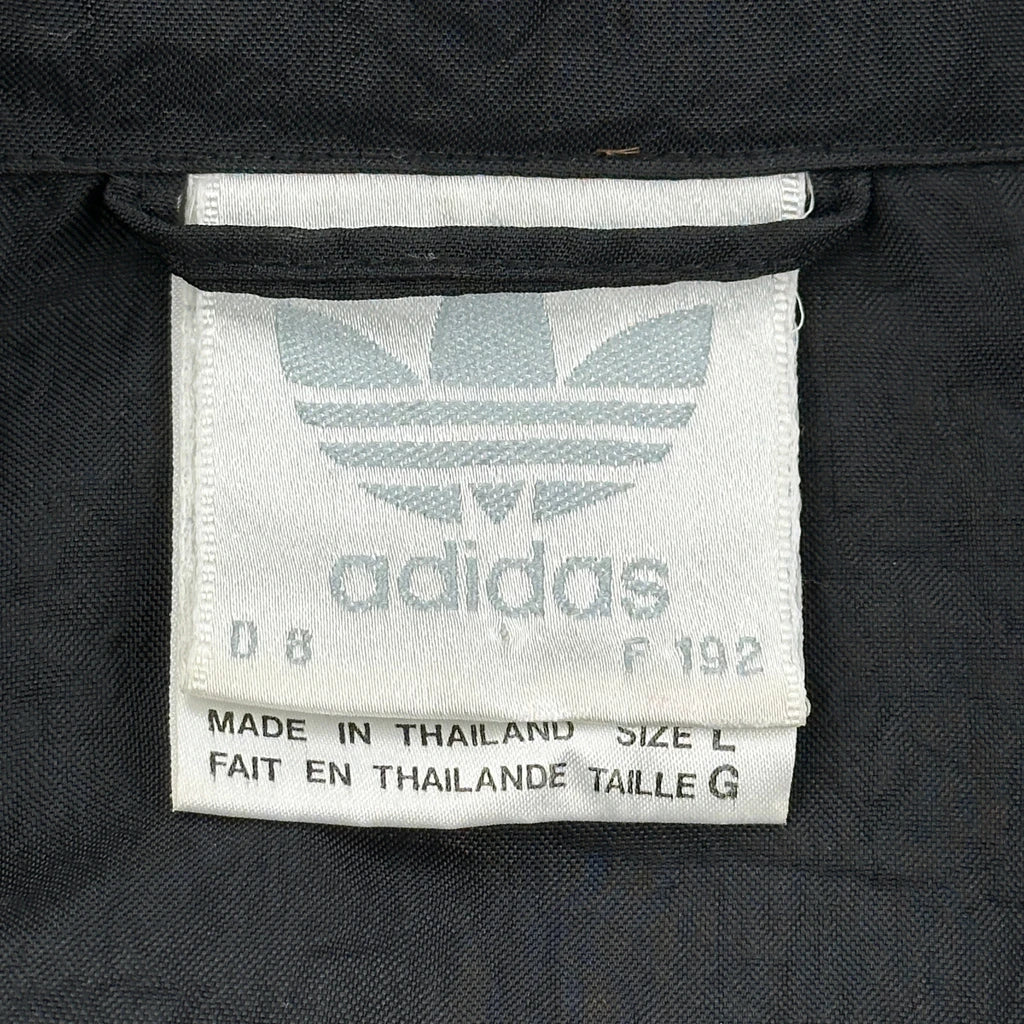 adidas
D 8 F 192
MADE IN THAILAND SIZE L
FAIT EN THAILANDE TAILLE G